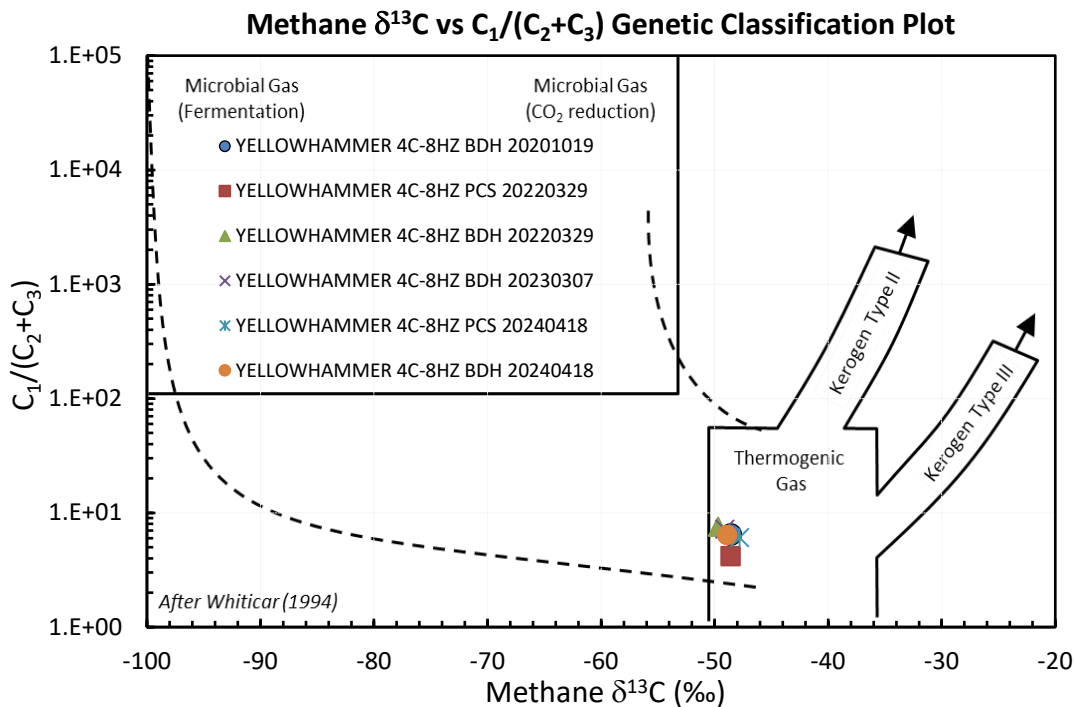 Methane δ¹³C vs C₁/(C₂+C₃) Genetic Classification Plot
1.E+05
1.E+04
1.E+03
1.E+02
1.E+01
1.E+00
C₁/(C₂+C₃)
Microbial Gas
(Fermentation)
Microbial Gas
(CO₂ reduction)
YELLOWHAMMER 4C-8HZ BDH 20201019
YELLOWHAMMER 4C-8HZ PCS 20220329
YELLOWHAMMER 4C-8HZ BDH 20220329
YELLOWHAMMER 4C-8HZ BDH 20230307
YELLOWHAMMER 4C-8HZ PCS 20240418
YELLOWHAMMER 4C-8HZ BDH 20240418
Kerogen Type II
Kerogen Type III
Thermogenic
Gas
After Whiticar (1994)
-100 -90 -80 -70 -60 -50 -40 -30 -20
Methane δ¹³C (‰)